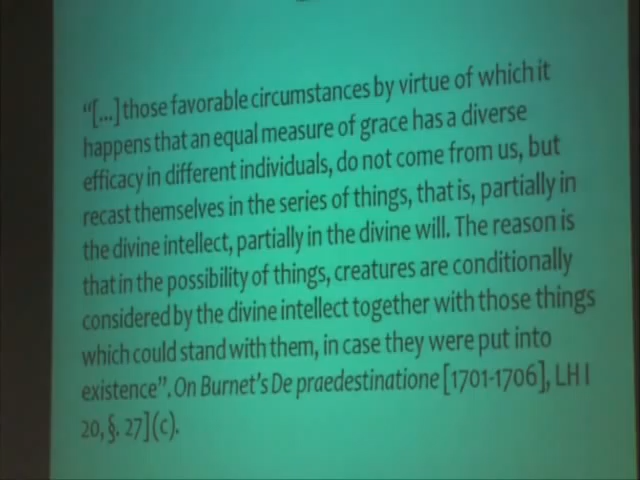 “[...] those favorable circumstances by virtue of which it
happens that an equal measure of grace has a diverse
efficacy in different individuals, do not come from us, but
recast themselves in the series of things, that is, partially in
the divine intellect, partially in the divine will. The reason is
that in the possibility of things, creatures are conditionally
considered by the divine intellect together with those things
which could stand with them, in case they were put into
existence”. On Burnet's De praedestinatione [1701-1706], LH I
20, §. 27](c).